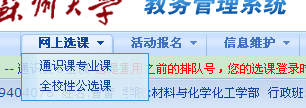 州大学 教务管理系统
网上选课 活动报名 信息维护
通识课专业课 之前的排队号，您的选课登录时
全校性公选课
材料与化学化工学部 行政班